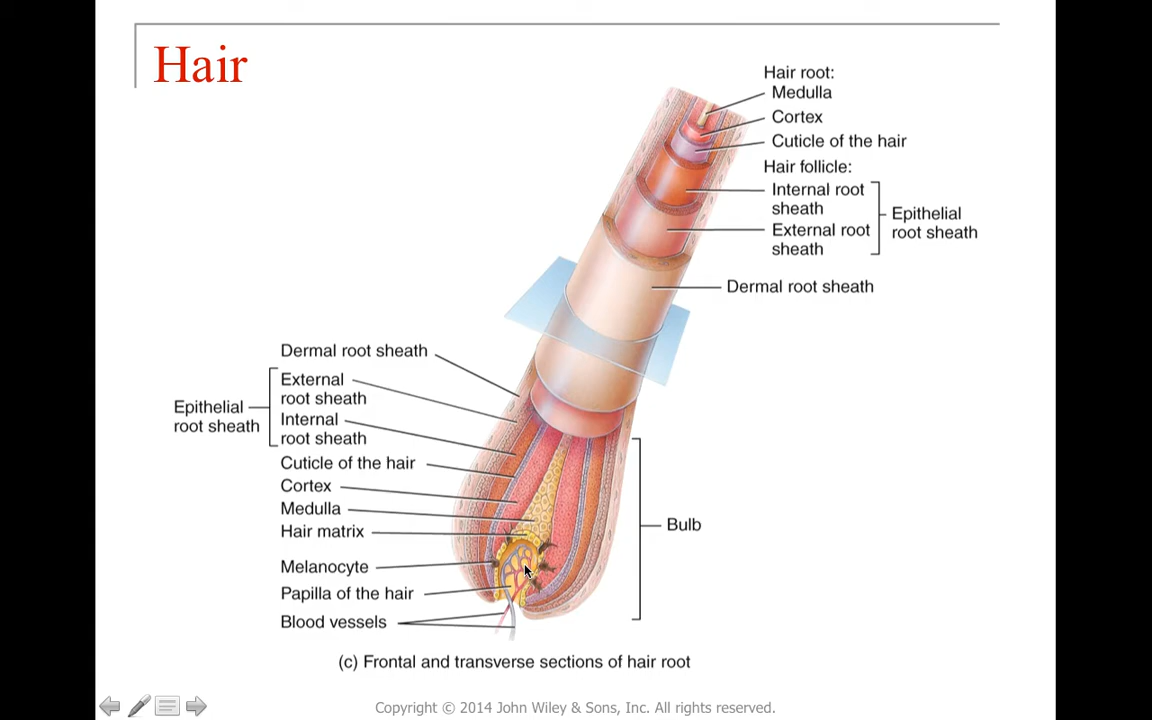 Hair
Hair root:
Medulla
Cortex
Cuticle of the hair
Hair follicle:
Internal root
sheath
External root
sheath
Epithelial
root sheath
Dermal root sheath
Dermal root sheath
External
root sheath
Internal
root sheath
Epithelial
root sheath
Cuticle of the hair
Cortex
Medulla
Hair matrix
Melanocyte
Papilla of the hair
Blood vessels
Bulb
(c) Frontal and transverse sections of hair root
Copyright © 2014 John Wiley & Sons, Inc. All rights reserved.